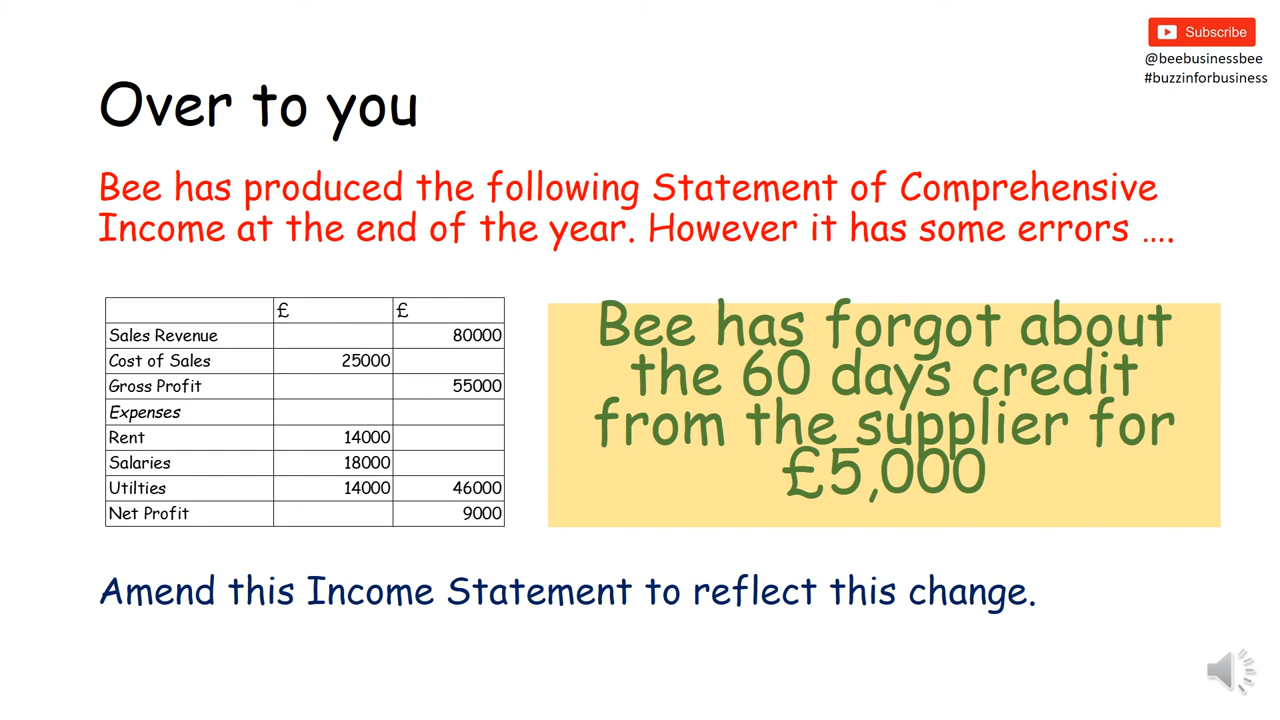 Subscribe
@beebusinessbee
#buzzinforbusiness
Over to you
Bee has produced the following Statement of Comprehensive
Income at the end of the year. However it has some errors ....
£ £
Sales Revenue 80000
Cost of Sales 25000
Gross Profit 55000
Expenses
Rent 14000
Salaries 18000
Utilties 14000 46000
Net Profit 9000
Bee has forgot about
the 60 days credit
from the supplier for
£5,000
Amend this Income Statement to reflect this change.